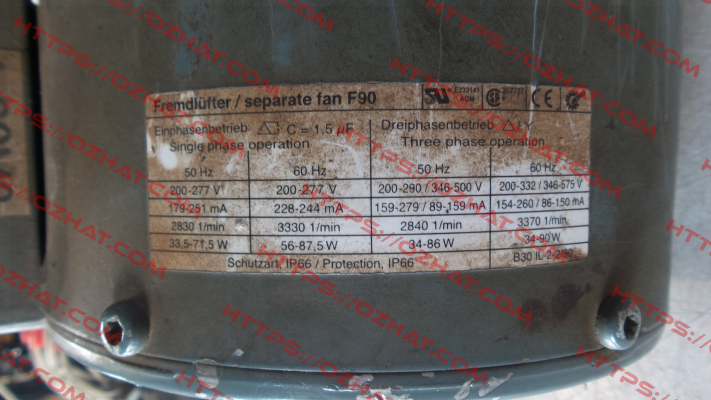 Fremdlüfter / separate fan F90
E233141
AOM
Einphasenbetrieb C = 1,5 µF
Single phase operation
Dreiphasenbetrieb △ / Y
Three phase operation
50 Hz 60 Hz 50 Hz 60 Hz
200-277 V 200-277 V 200-290 / 346-500 V 200-332 / 346-575 V
179-251 mA 228-244 mA 159-279 / 89-159 mA 154-260 / 86-150 mA
2830 1/min 3330 1/min 2840 1/min 3370 1/min
33,5-71,5 W 56-87,5 W 34-86 W 34-90 W
Schutzart, IP66 / Protection, IP66
HTTPS://OZHAT.COM